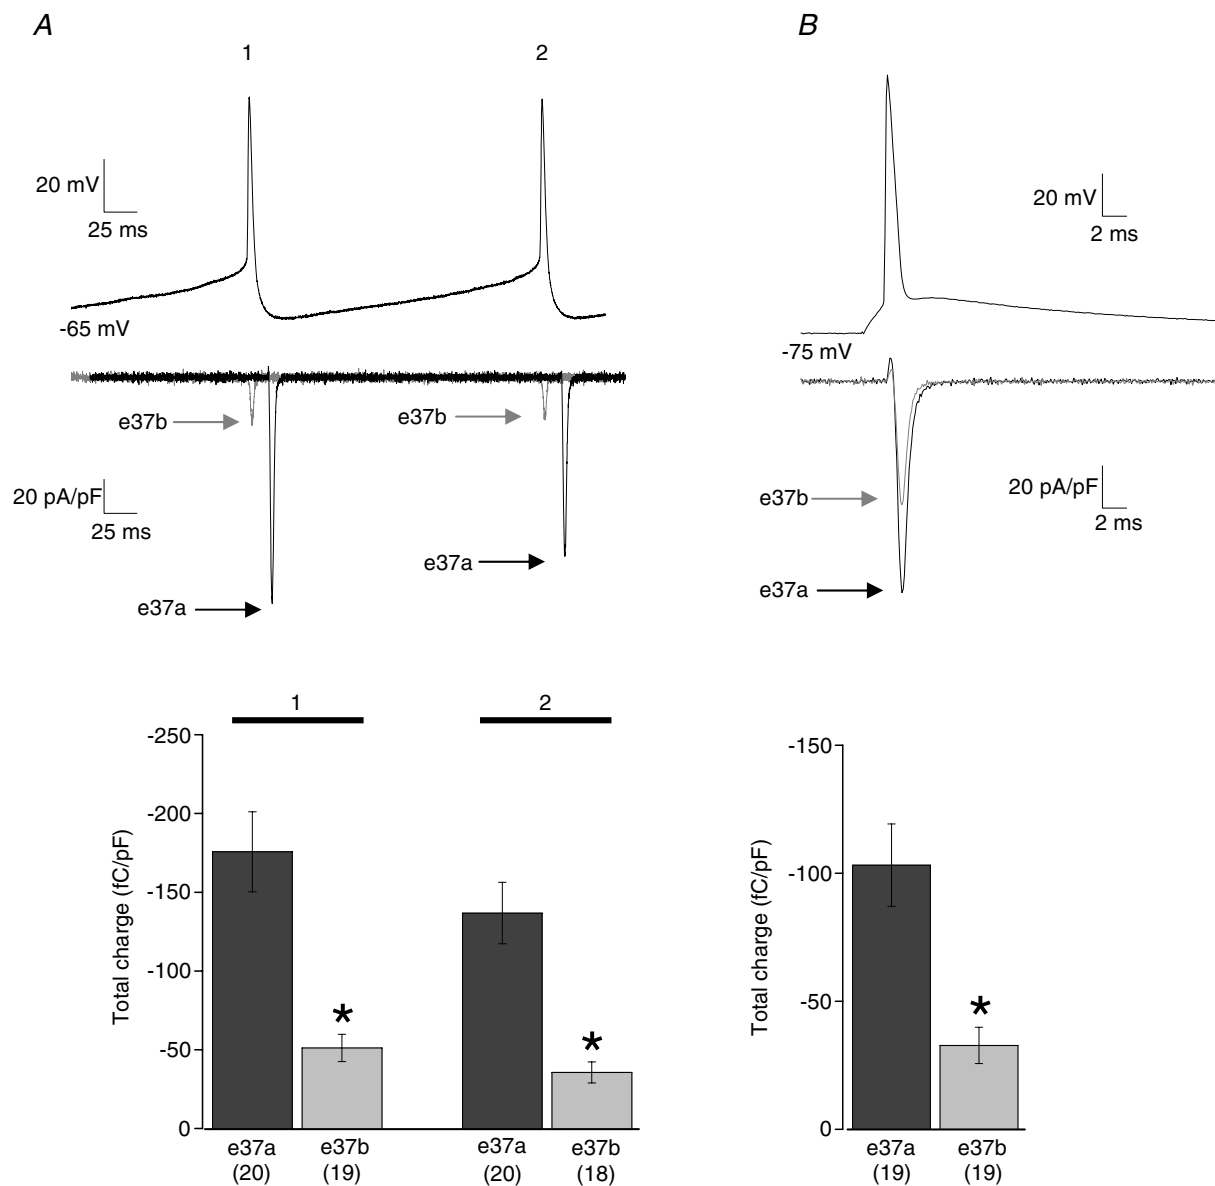 A
B
1
2
20 mV
25 ms
-65 mV
e37b
e37b
20 pA/pF
25 ms
e37a
e37a
20 mV
2 ms
-75 mV
e37b
20 pA/pF
2 ms
e37a
1
2
Total charge (fC/pF)
-250
-200
-150
-100
-50
0
*
*
e37a
(20)
e37b
(19)
e37a
(20)
e37b
(18)
Total charge (fC/pF)
-150
-100
-50
0
*
e37a
(19)
e37b
(19)